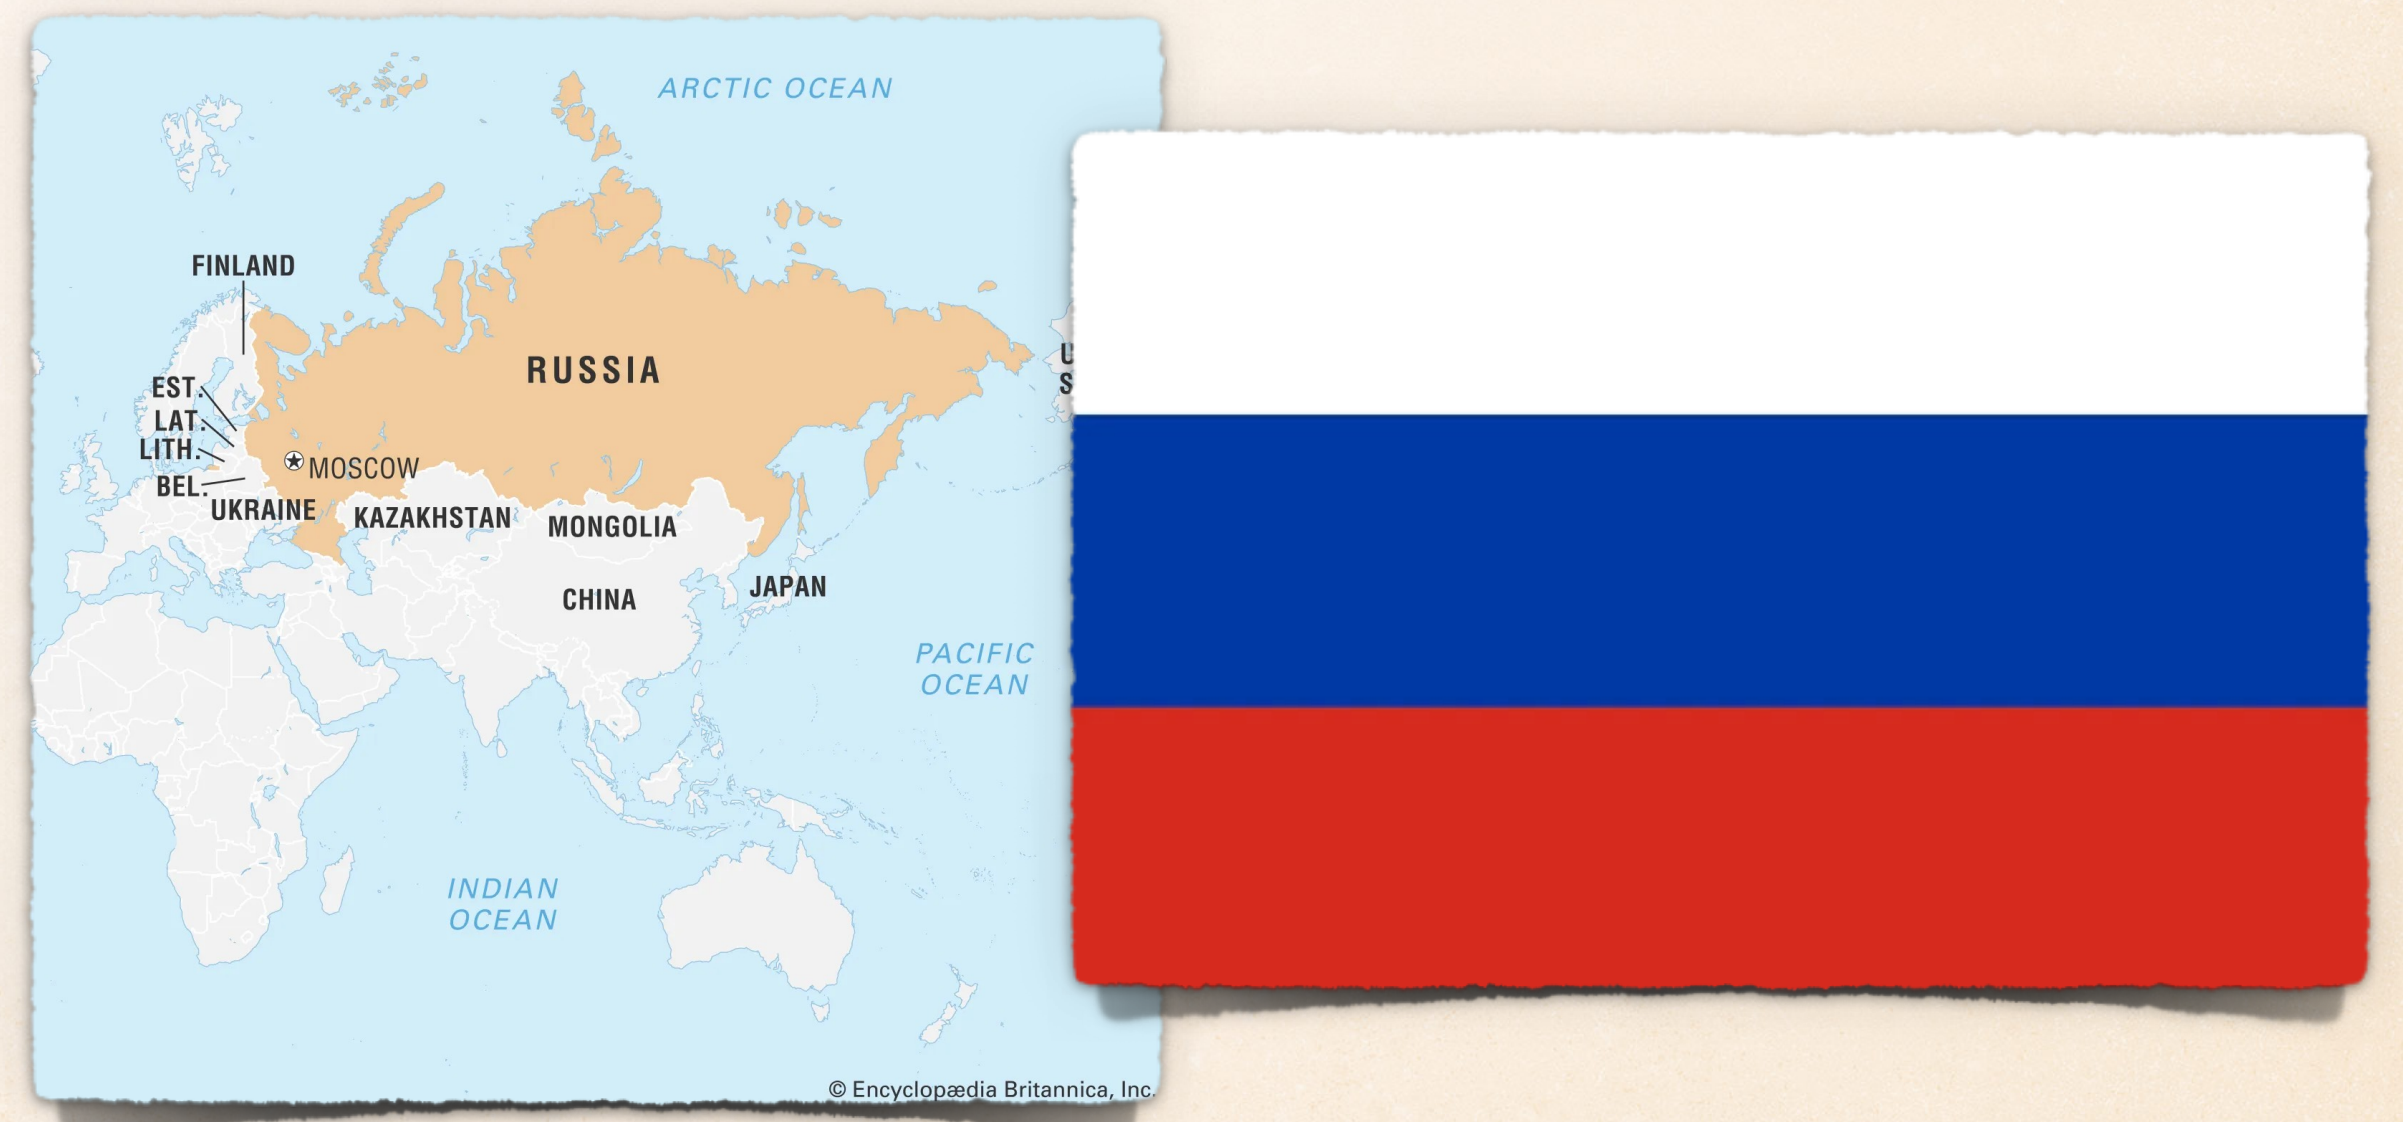 ARCTIC OCEAN
FINLAND
RUSSIA
U
S
EST.
LAT.
LITH.
MOSCOW
BEL.
UKRAINE
KAZAKHSTAN
MONGOLIA
JAPAN
CHINA
PACIFIC
OCEAN
INDIAN
OCEAN
© Encyclopædia Britannica, Inc.